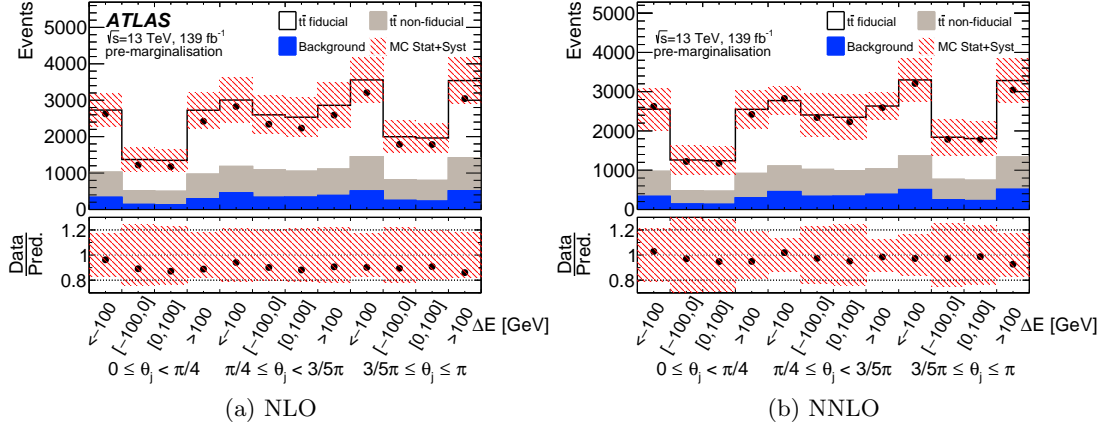 ATLAS
√s=13 TeV, 139 fb⁻¹
pre-marginalisation
tt̄ fiducial
tt̄ non-fiducial
Background
MC Stat+Syst
Events
5000
4000
3000
2000
1000
0
Data
Pred.
1.2
1
0.8
<-100
[-100,0]
[0,100]
>100
<-100
[-100,0]
[0,100]
>100
<-100
[-100,0]
[0,100]
>100
ΔE [GeV]
0 ≤ θj < π/4
π/4 ≤ θj < 3/5π
3/5π ≤ θj ≤ π
(a) NLO
√s=13 TeV, 139 fb⁻¹
pre-marginalisation
tt̄ fiducial
tt̄ non-fiducial
Background
MC Stat+Syst
Events
5000
4000
3000
2000
1000
0
Data
Pred.
1.2
1
0.8
<-100
[-100,0]
[0,100]
>100
<-100
[-100,0]
[0,100]
>100
<-100
[-100,0]
[0,100]
>100
ΔE [GeV]
0 ≤ θj < π/4
π/4 ≤ θj < 3/5π
3/5π ≤ θj ≤ π
(b) NNLO